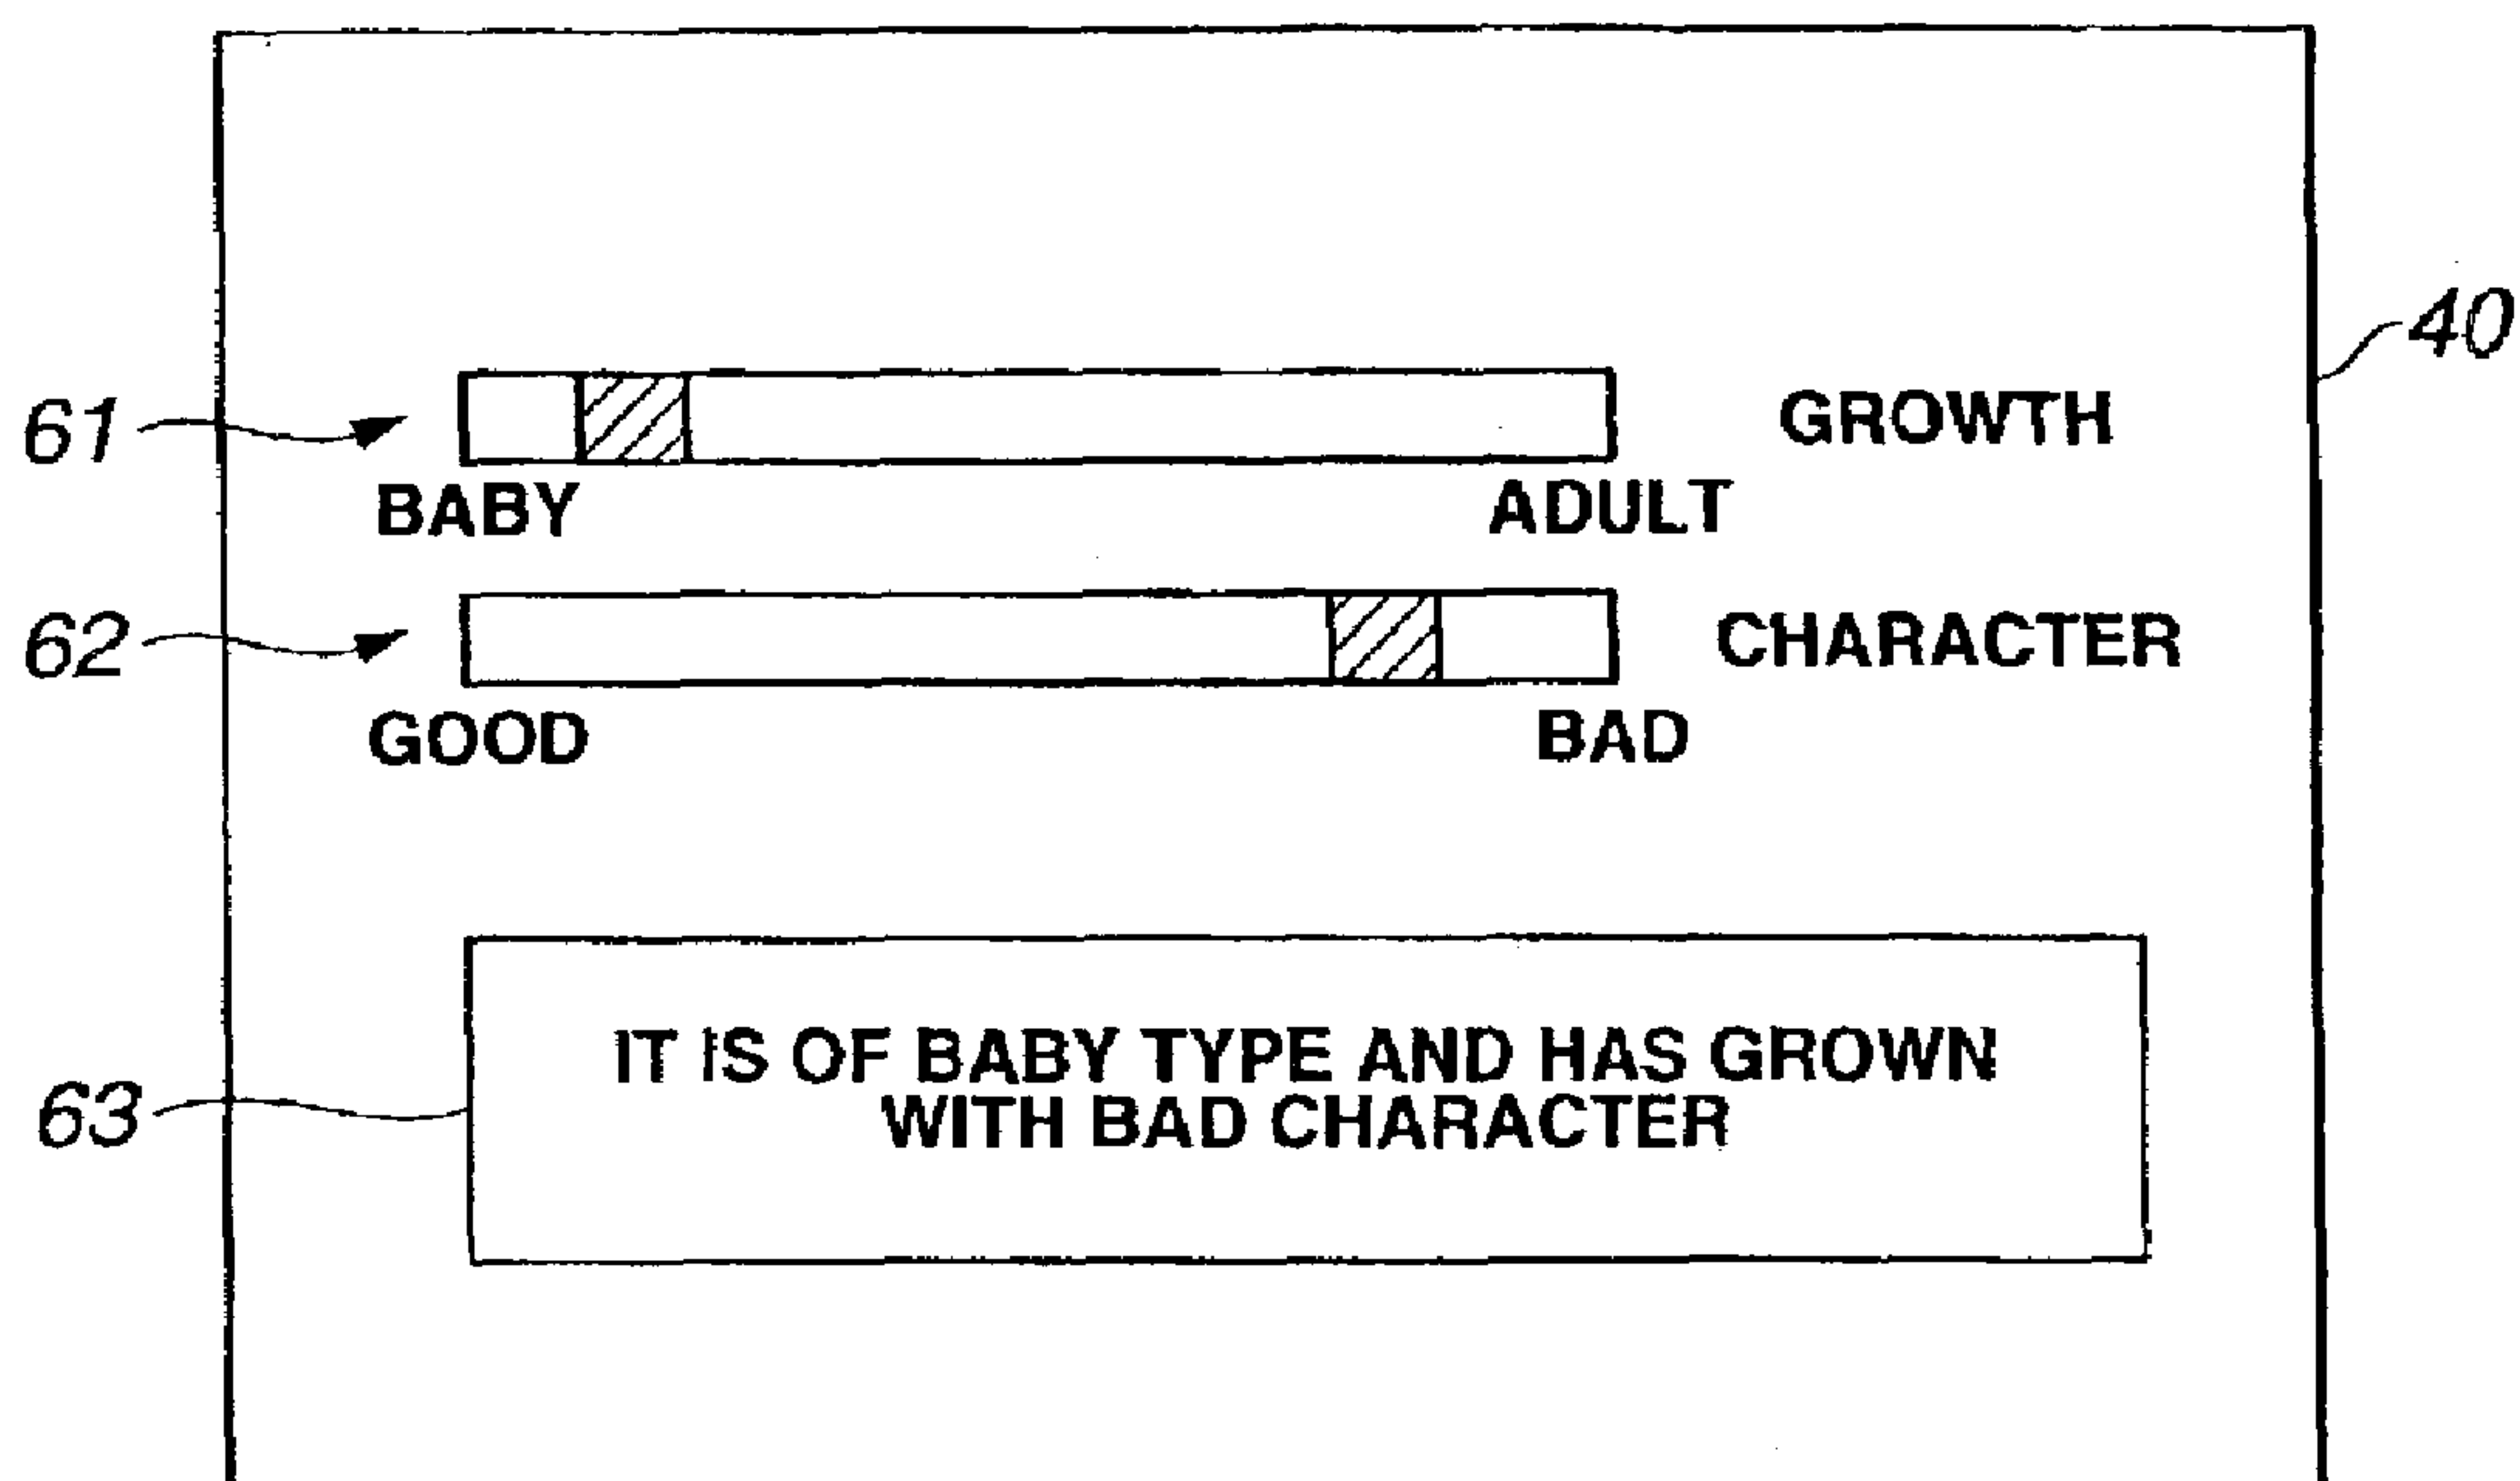 40
61
GROWTH
BABY
ADULT
62
CHARACTER
GOOD
BAD
63
IT IS OF BABY TYPE AND HAS GROWN
WITH BAD CHARACTER